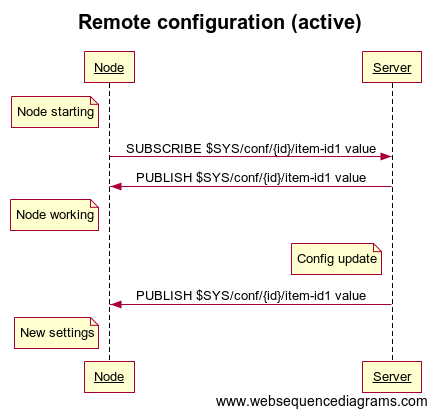 Remote configuration (active)
Node
Server
Node starting
SUBSCRIBE $SYS/conf/{id}/item-id1 value
PUBLISH $SYS/conf/{id}/item-id1 value
Node working
Config update
PUBLISH $SYS/conf/{id}/item-id1 value
New settings
Node
Server
www.websequencediagrams.com